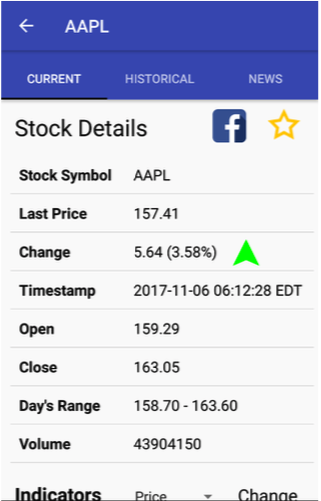 AAPL
CURRENT HISTORICAL NEWS
Stock Details
Stock Symbol AAPL
Last Price 157.41
Change 5.64 (3.58%)
Timestamp 2017-11-06 06:12:28 EDT
Open 159.29
Close 163.05
Day's Range 158.70 - 163.60
Volume 43904150
Indicators Price Change